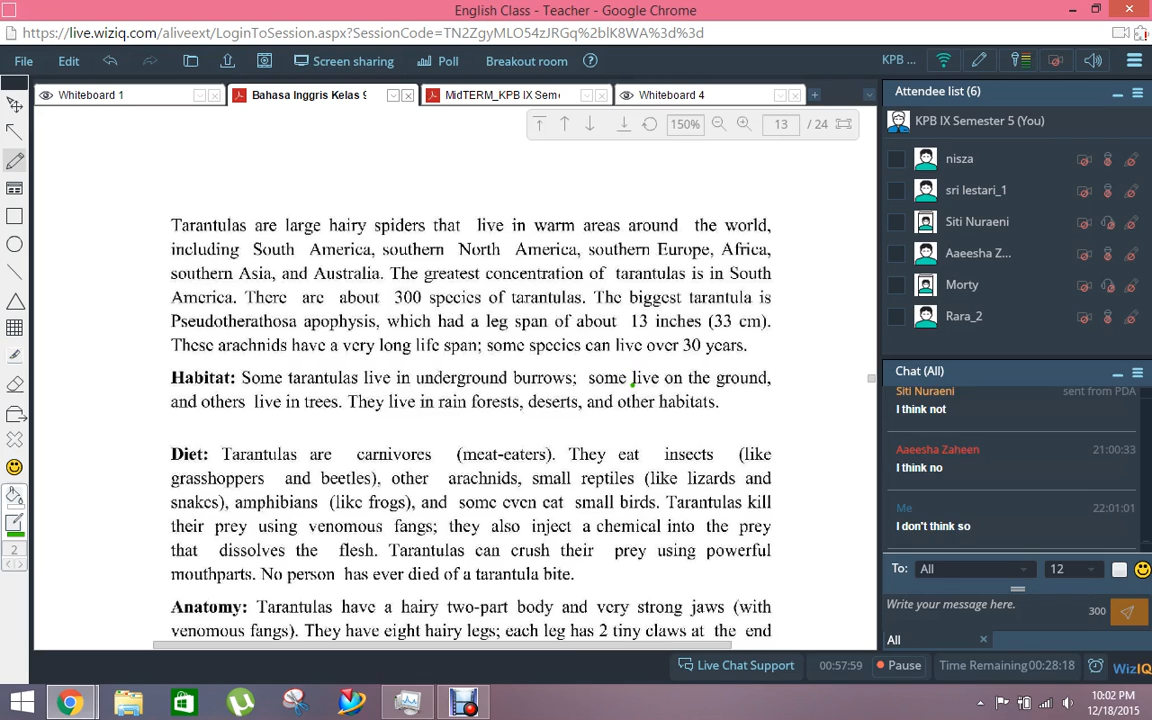 English Class - Teacher - Google Chrome
https://live.wiziq.com/aliveext/LoginToSession.aspx?SessionCode=TN2ZgyMLO54zJRGq%2blK8WA%3d%3d
File Edit Screen sharing Poll Breakout room ? KPB ...
Whiteboard 1 Bahasa Inggris Kelas 9 MidTERM_KPB IX Sem Whiteboard 4
150% 13 / 24
Tarantulas are large hairy spiders that live in warm areas around the world,
including South America, southern North America, southern Europe, Africa,
southern Asia, and Australia. The greatest concentration of tarantulas is in South
America. There are about 300 species of tarantulas. The biggest tarantula is
Pseudotherathosa apophysis, which had a leg span of about 13 inches (33 cm).
These arachnids have a very long life span; some species can live over 30 years.
Habitat: Some tarantulas live in underground burrows; some live on the ground,
and others live in trees. They live in rain forests, deserts, and other habitats.
Diet: Tarantulas are carnivores (meat-eaters). They eat insects (like
grasshoppers and beetles), other arachnids, small reptiles (like lizards and
snakes), amphibians (like frogs), and some even eat small birds. Tarantulas kill
their prey using venomous fangs; they also inject a chemical into the prey
that dissolves the flesh. Tarantulas can crush their prey using powerful
mouthparts. No person has ever died of a tarantula bite.
Anatomy: Tarantulas have a hairy two-part body and very strong jaws (with
venomous fangs). They have eight hairy legs; each leg has 2 tiny claws at the end
2
Attendee list (6)
KPB IX Semester 5 (You)
nisza
sri lestari_1
Siti Nuraeni
Aaeesha Z...
Morty
Rara_2
Chat (All)
Siti Nuraeni sent from PDA
I think not
Aaeesha Zaheen 21:00:33
I think no
Me 22:01:01
I don't think so
To: All 12
Write your message here. 300
All
Live Chat Support 00:57:59 Pause Time Remaining 00:28:18 WizIQ
10:02 PM
12/18/2015